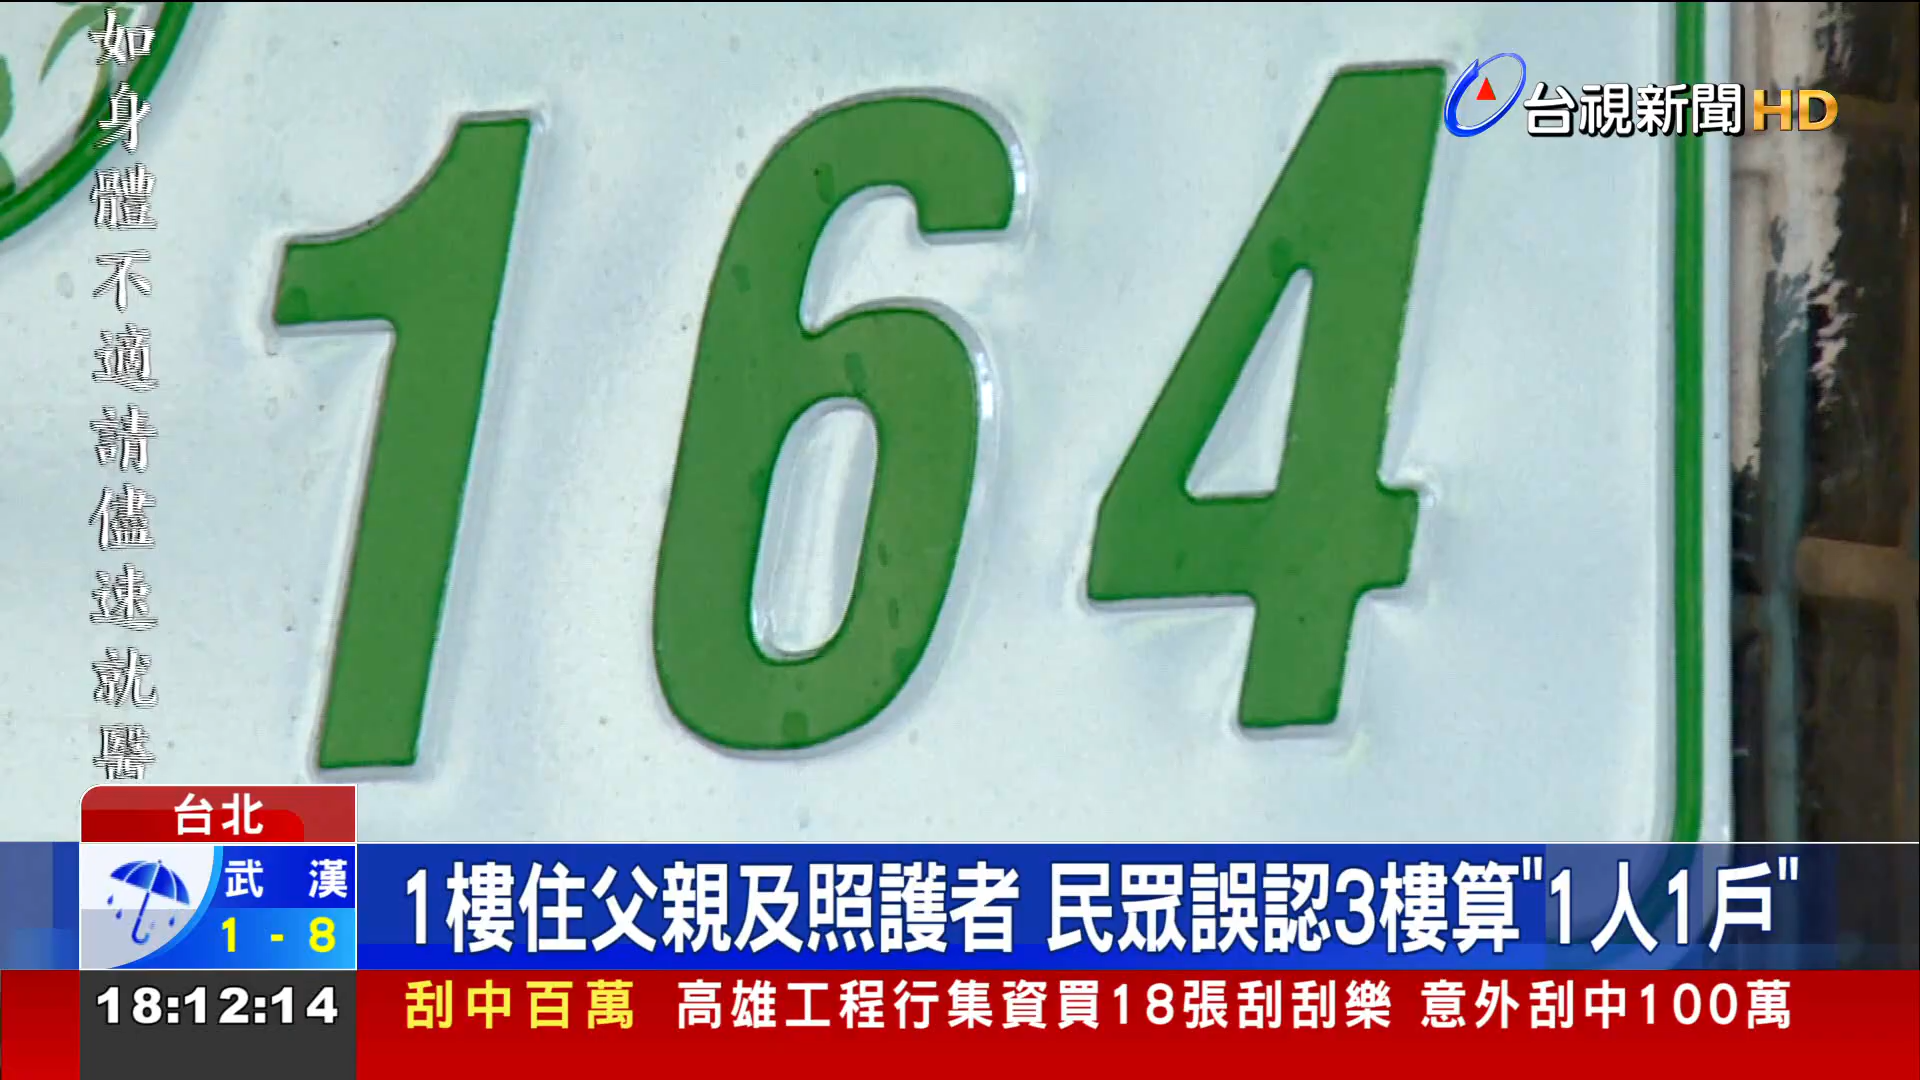 如身體不適請儘速就醫
164
台視新聞HD
台北
武漢
1 - 8
1樓住父親及照護者 民眾誤認3樓算"1人1戶"
18:12:14
刮中百萬 高雄工程行集資買18張刮刮樂 意外刮中100萬